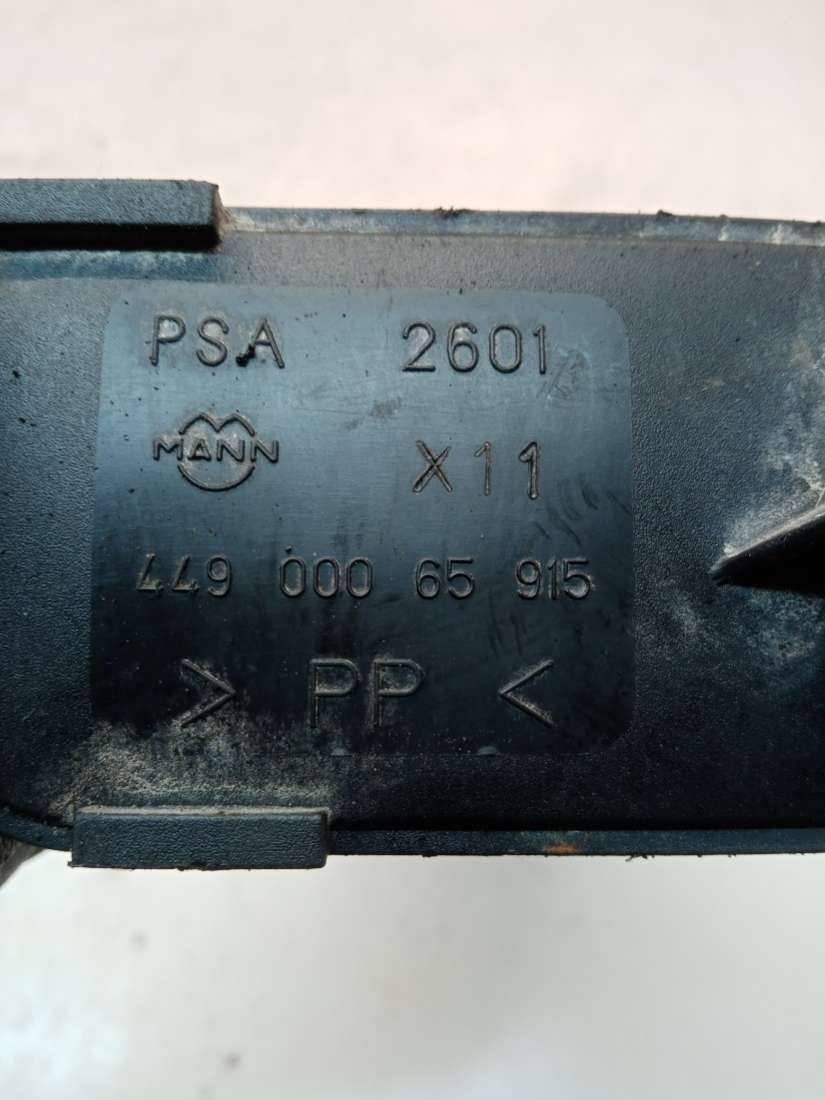 PSA 2601
MANN X11
449 000 65 915
> PP <